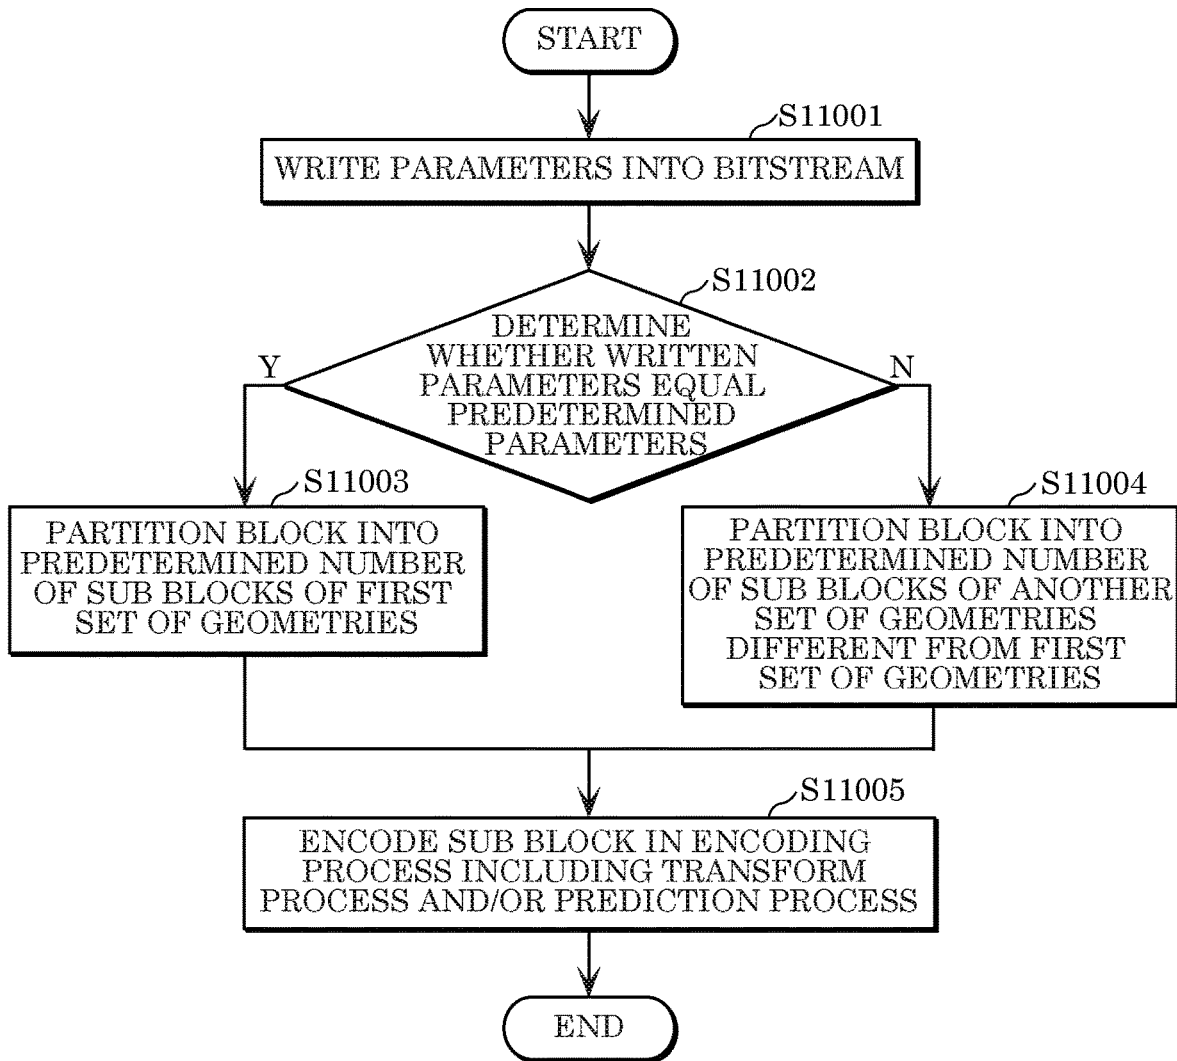 START
S11001
WRITE PARAMETERS INTO BITSTREAM
S11002
DETERMINE
WHETHER WRITTEN
PARAMETERS EQUAL
PREDETERMINED
PARAMETERS
Y
N
S11003
PARTITION BLOCK INTO
PREDETERMINED NUMBER
OF SUB BLOCKS OF FIRST
SET OF GEOMETRIES
S11004
PARTITION BLOCK INTO
PREDETERMINED NUMBER
OF SUB BLOCKS OF ANOTHER
SET OF GEOMETRIES
DIFFERENT FROM FIRST
SET OF GEOMETRIES
S11005
ENCODE SUB BLOCK IN ENCODING
PROCESS INCLUDING TRANSFORM
PROCESS AND/OR PREDICTION PROCESS
END